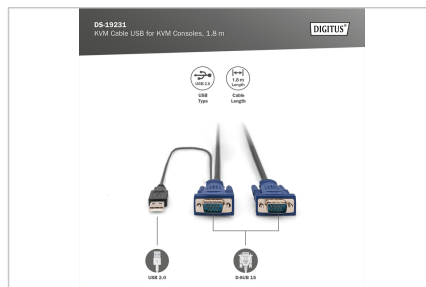 DS-19231
KVM Cable USB for KVM Consoles, 1.8 m
DIGITUS®
USB 2.0
1.8 m
Length
USB
Type
Cable
Length
USB 2.0
D-SUB 15